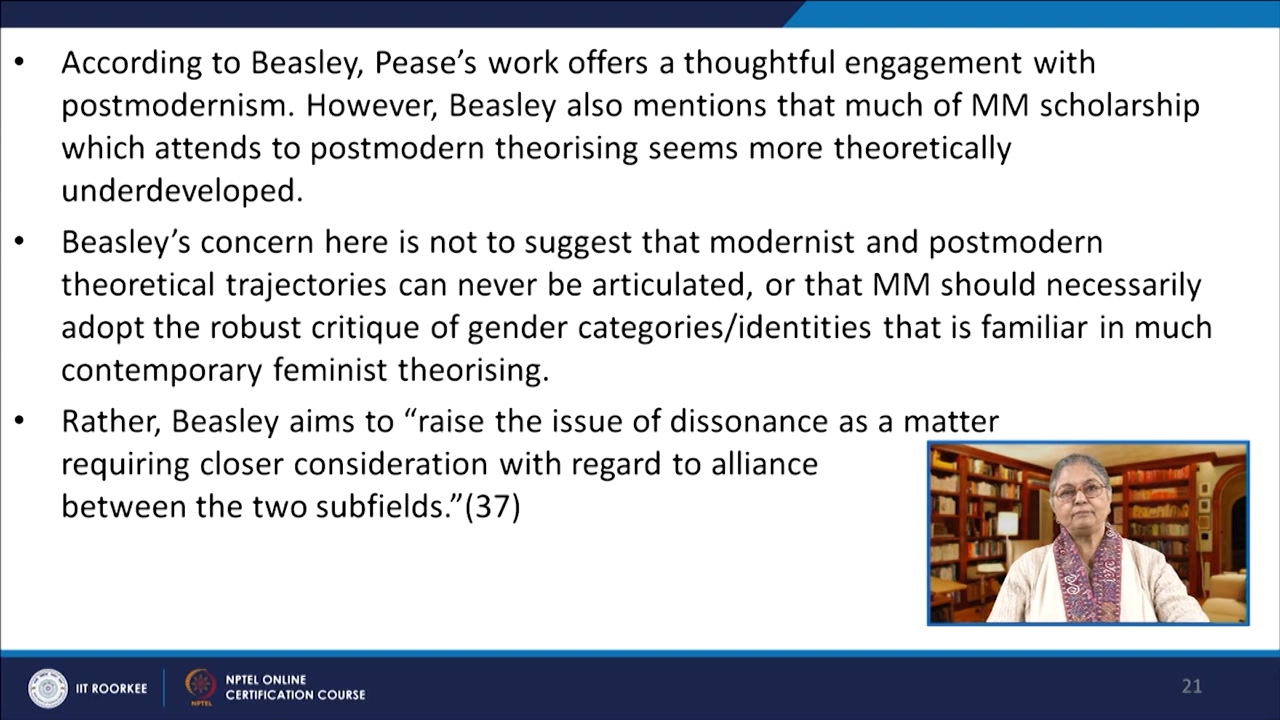 • According to Beasley, Pease’s work offers a thoughtful engagement with
postmodernism. However, Beasley also mentions that much of MM scholarship
which attends to postmodern theorising seems more theoretically
underdeveloped.
• Beasley’s concern here is not to suggest that modernist and postmodern
theoretical trajectories can never be articulated, or that MM should necessarily
adopt the robust critique of gender categories/identities that is familiar in much
contemporary feminist theorising.
• Rather, Beasley aims to “raise the issue of dissonance as a matter
requiring closer consideration with regard to alliance
between the two subfields.”(37)
IIT ROORKEE
NPTEL
NPTEL ONLINE
CERTIFICATION COURSE
21